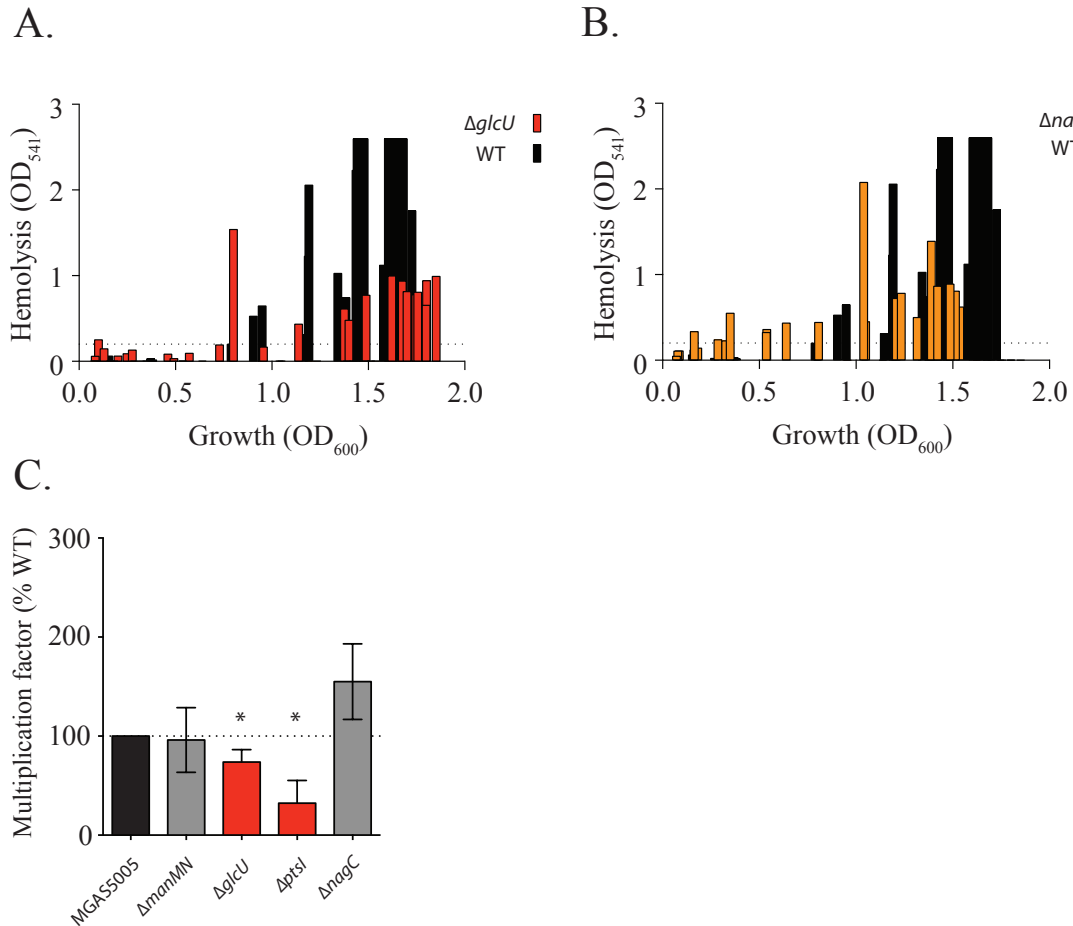 A.
3
2
1
0
Hemolysis (OD541)
0.0 0.5 1.0 1.5 2.0
Growth (OD600)
ΔglcU
WT
B.
3
2
1
0
Hemolysis (OD541)
0.0 0.5 1.0 1.5 2.0
Growth (OD600)
Δna
WT
C.
300
200
100
0
Multiplication factor (% WT)
* *
MGAS5005
ΔmanMN
ΔglcU
ΔptsI
ΔnagC